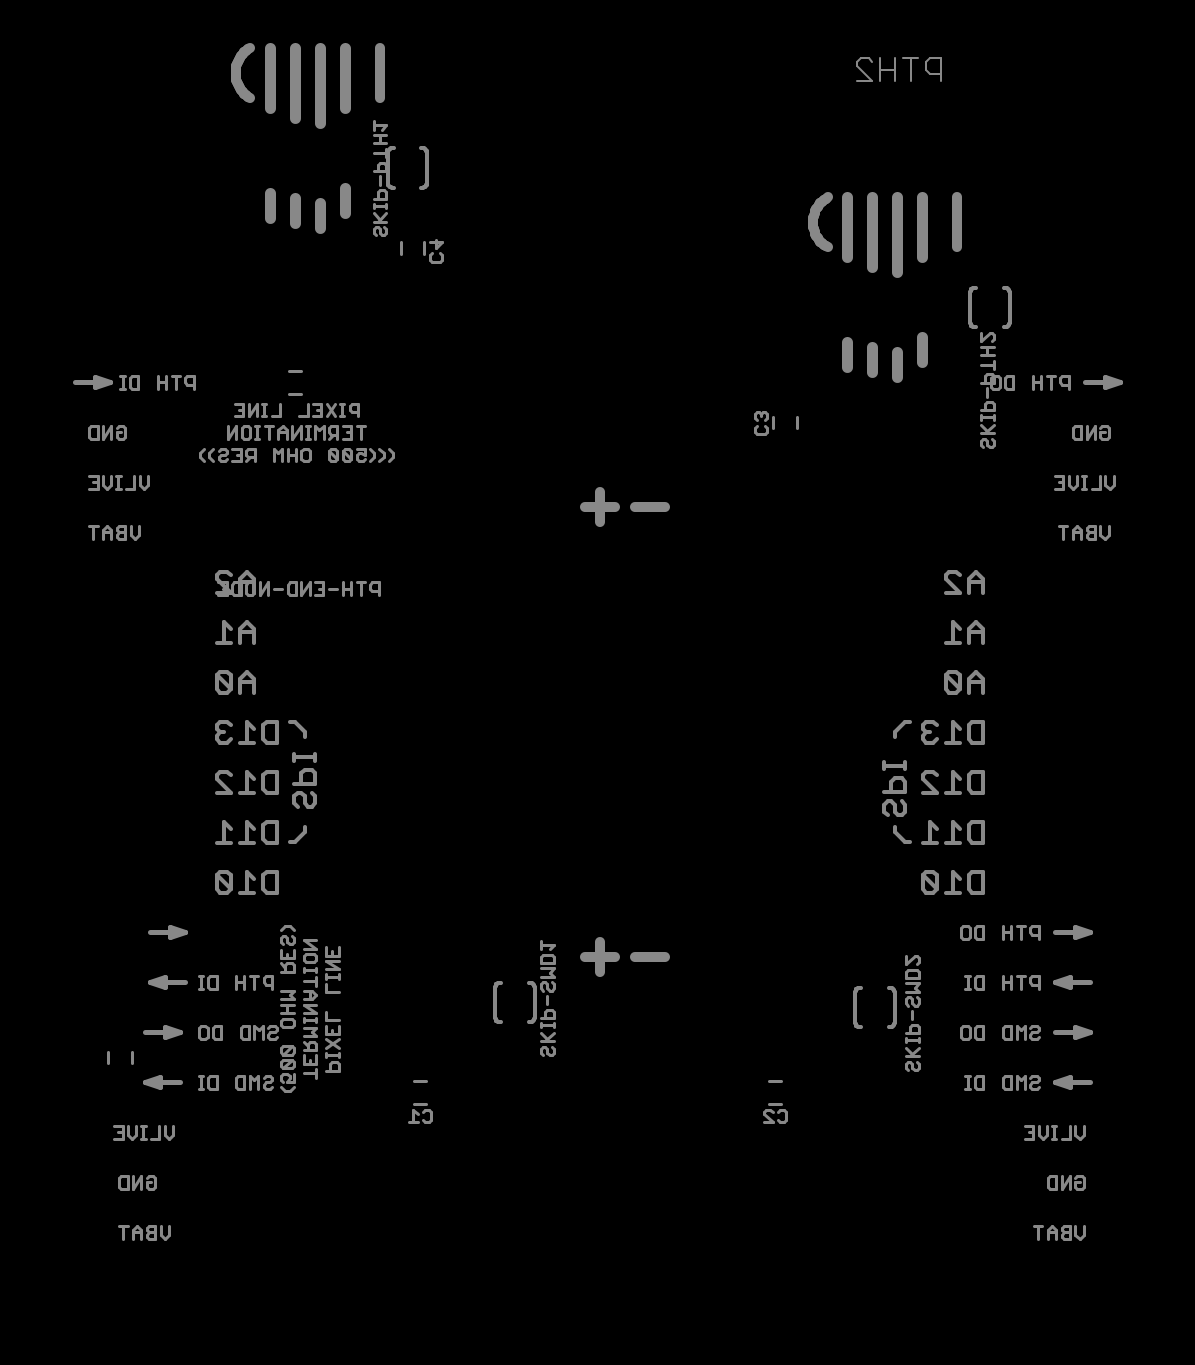 PTH2
SKIP-PTH1
C4
SKIP-PTH2
PTH DI
PTH DO
PIXEL LINE
TERMINATION
(((500 OHM RES))
C3
GND
GND
VLIVE
VLIVE
VBAT
VBAT
+ -
A2
PTH-END-NODE
A2
A1
A1
A0
A0
D13
D13
(SPI)
(SPI)
D12
D12
D11
D11
D10
D10
PTH DO
PTH DI
PTH DI
SMD DO
SMD DO
SMD DI
SMD DI
PIXEL LINE
TERMINATION
(500 OHM RES)
SKIP-SMD1
+ -
SKIP-SMD2
C1
C2
VLIVE
VLIVE
GND
GND
VBAT
VBAT